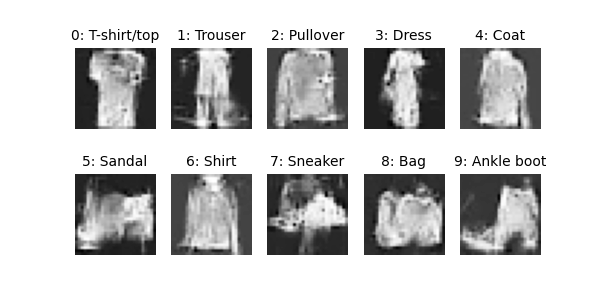 0: T-shirt/top 1: Trouser 2: Pullover 3: Dress 4: Coat
5: Sandal 6: Shirt 7: Sneaker 8: Bag 9: Ankle boot